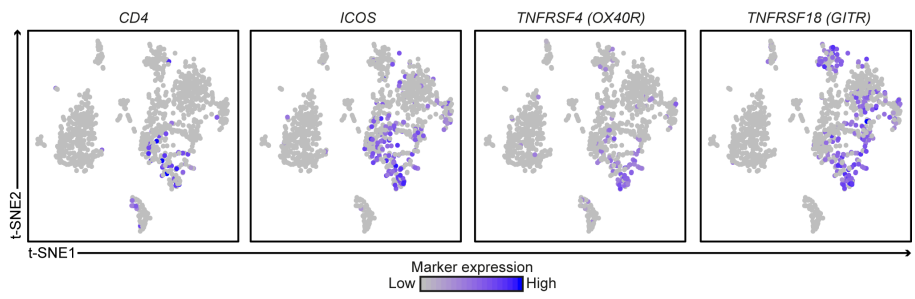 CD4
ICOS
TNFRSF4 (OX40R)
TNFRSF18 (GITR)
t-SNE2
t-SNE1
Marker expression
Low High